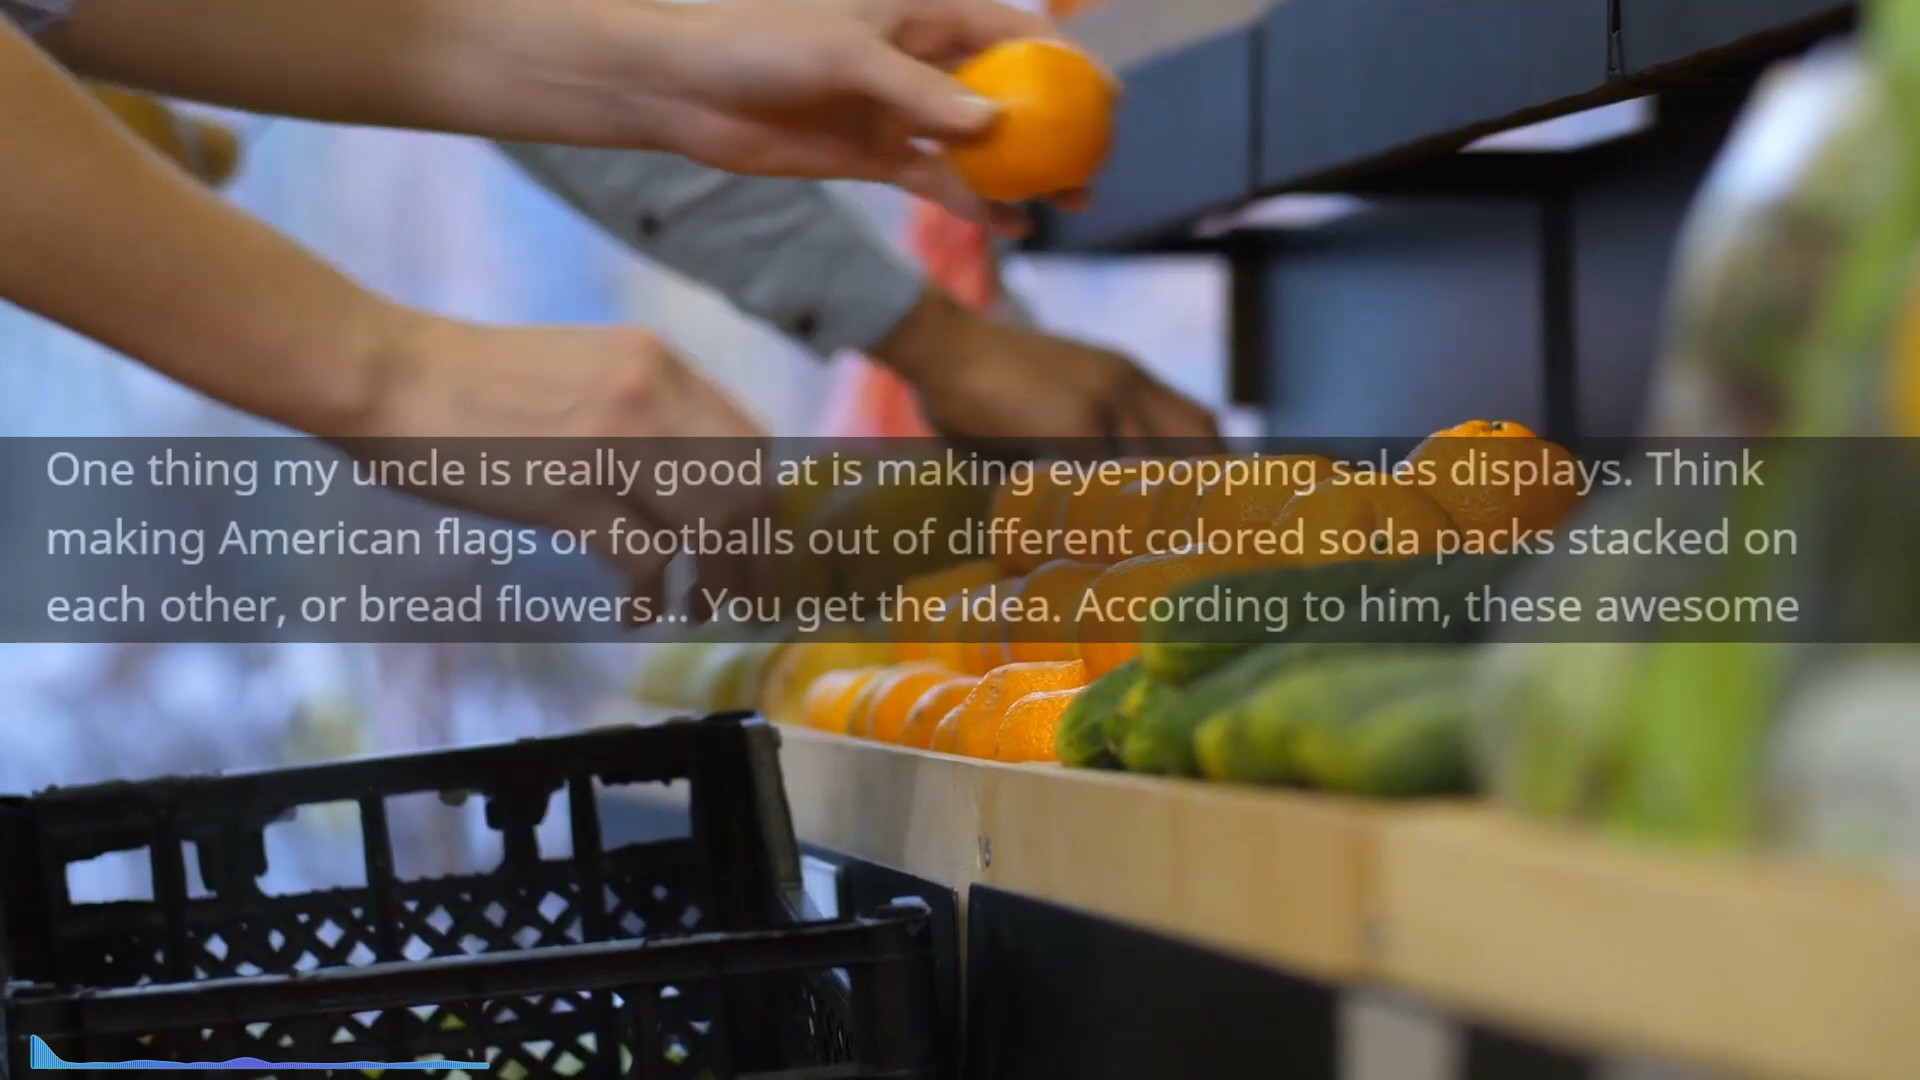 One thing my uncle is really good at is making eye-popping sales displays. Think
making American flags or footballs out of different colored soda packs stacked on
each other, or bread flowers... You get the idea. According to him, these awesome